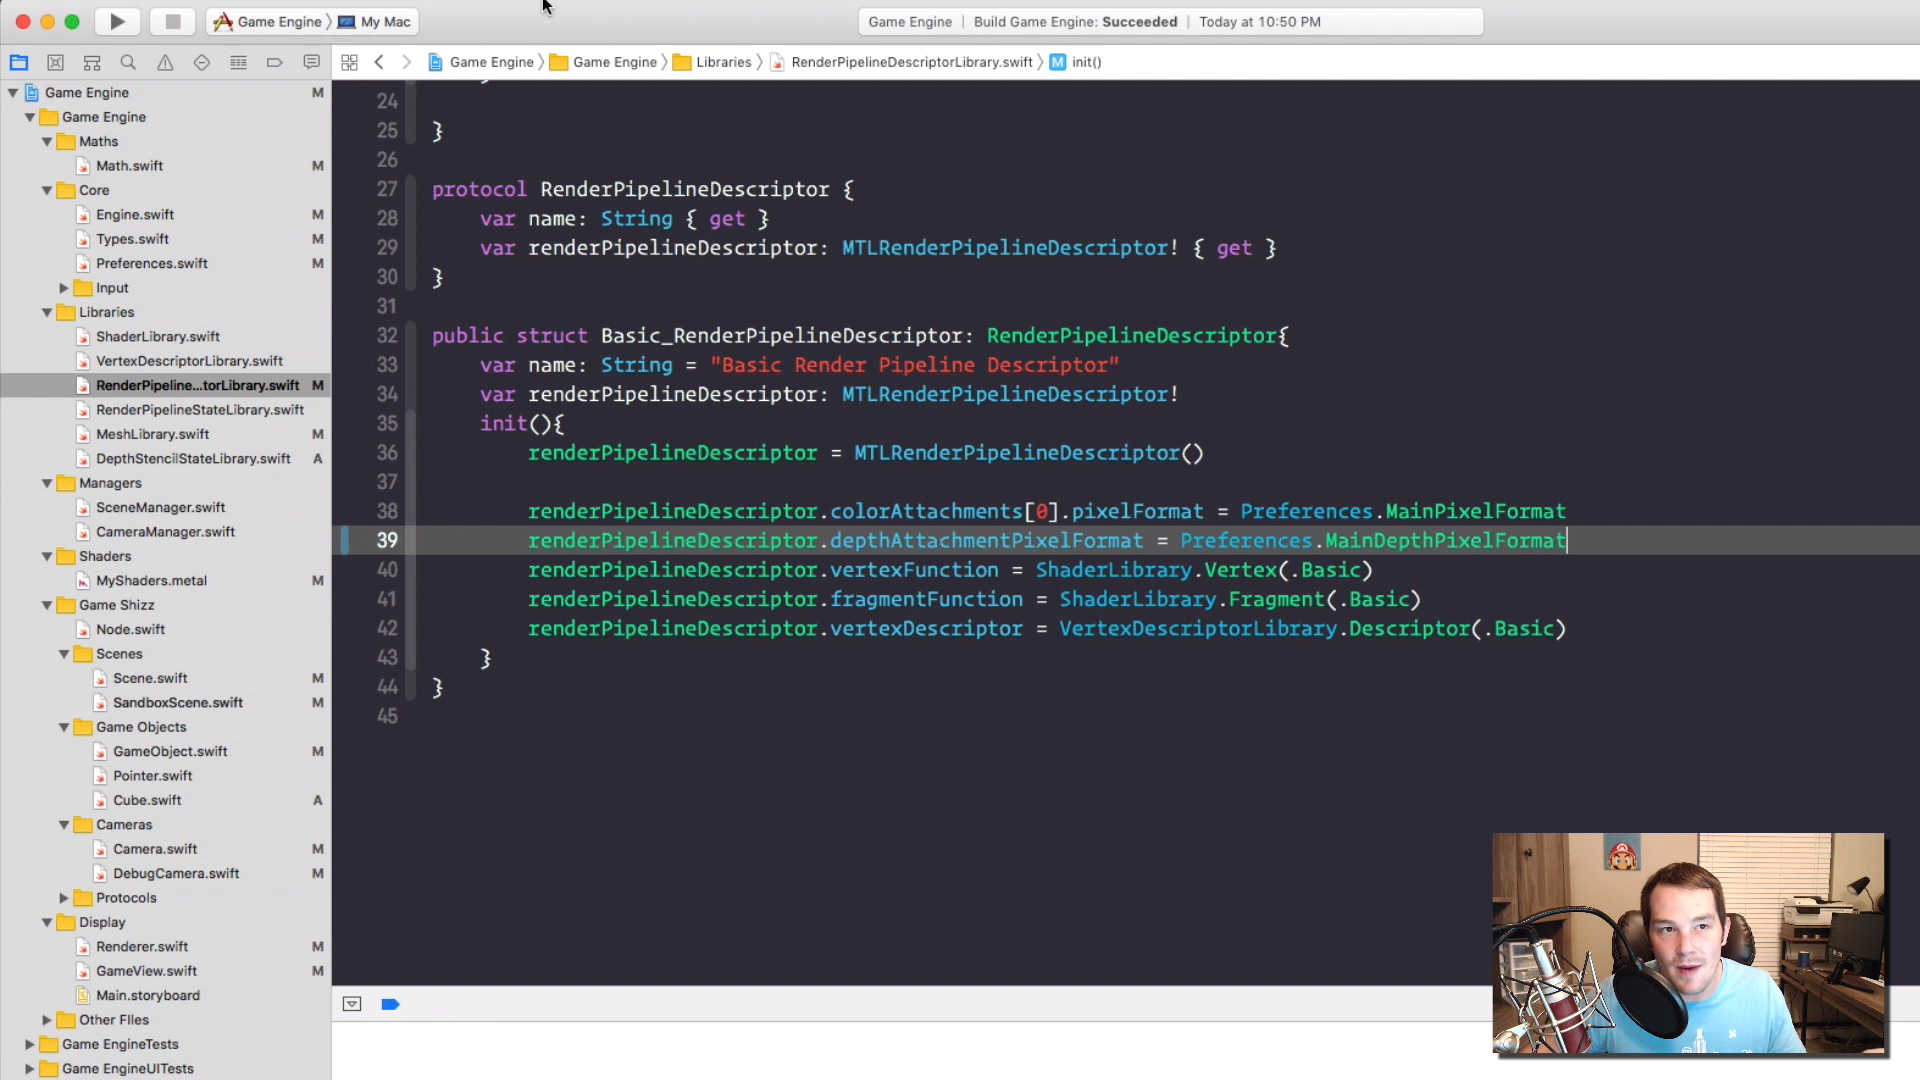 Game Engine
My Mac
Game Engine | Build Game Engine: Succeeded | Today at 10:50 PM
Game Engine
Game Engine
Libraries
RenderPipelineDescriptorLibrary.swift
M
init()
Game Engine M
Game Engine
Maths
Math.swift M
Core
Engine.swift M
Types.swift M
Preferences.swift M
Input
Libraries
ShaderLibrary.swift
VertexDescriptorLibrary.swift
RenderPipeline...torLibrary.swift M
RenderPipelineStateLibrary.swift
MeshLibrary.swift M
DepthStencilStateLibrary.swift A
Managers
SceneManager.swift
CameraManager.swift
Shaders
MyShaders.metal M
Game Shizz
Node.swift
Scenes
Scene.swift M
SandboxScene.swift M
Game Objects
GameObject.swift M
Pointer.swift
Cube.swift A
Cameras
Camera.swift M
DebugCamera.swift M
Protocols
Display
Renderer.swift M
GameView.swift M
Main.storyboard
Other FIles
Game EngineTests
Game EngineUITests
24
25 }
26
27 protocol RenderPipelineDescriptor {
28 var name: String { get }
29 var renderPipelineDescriptor: MTLRenderPipelineDescriptor! { get }
30 }
31
32 public struct Basic_RenderPipelineDescriptor: RenderPipelineDescriptor{
33 var name: String = "Basic Render Pipeline Descriptor"
34 var renderPipelineDescriptor: MTLRenderPipelineDescriptor!
35 init(){
36 renderPipelineDescriptor = MTLRenderPipelineDescriptor()
37
38 renderPipelineDescriptor.colorAttachments[0].pixelFormat = Preferences.MainPixelFormat
39 renderPipelineDescriptor.depthAttachmentPixelFormat = Preferences.MainDepthPixelFormat
40 renderPipelineDescriptor.vertexFunction = ShaderLibrary.Vertex(.Basic)
41 renderPipelineDescriptor.fragmentFunction = ShaderLibrary.Fragment(.Basic)
42 renderPipelineDescriptor.vertexDescriptor = VertexDescriptorLibrary.Descriptor(.Basic)
43 }
44 }
45